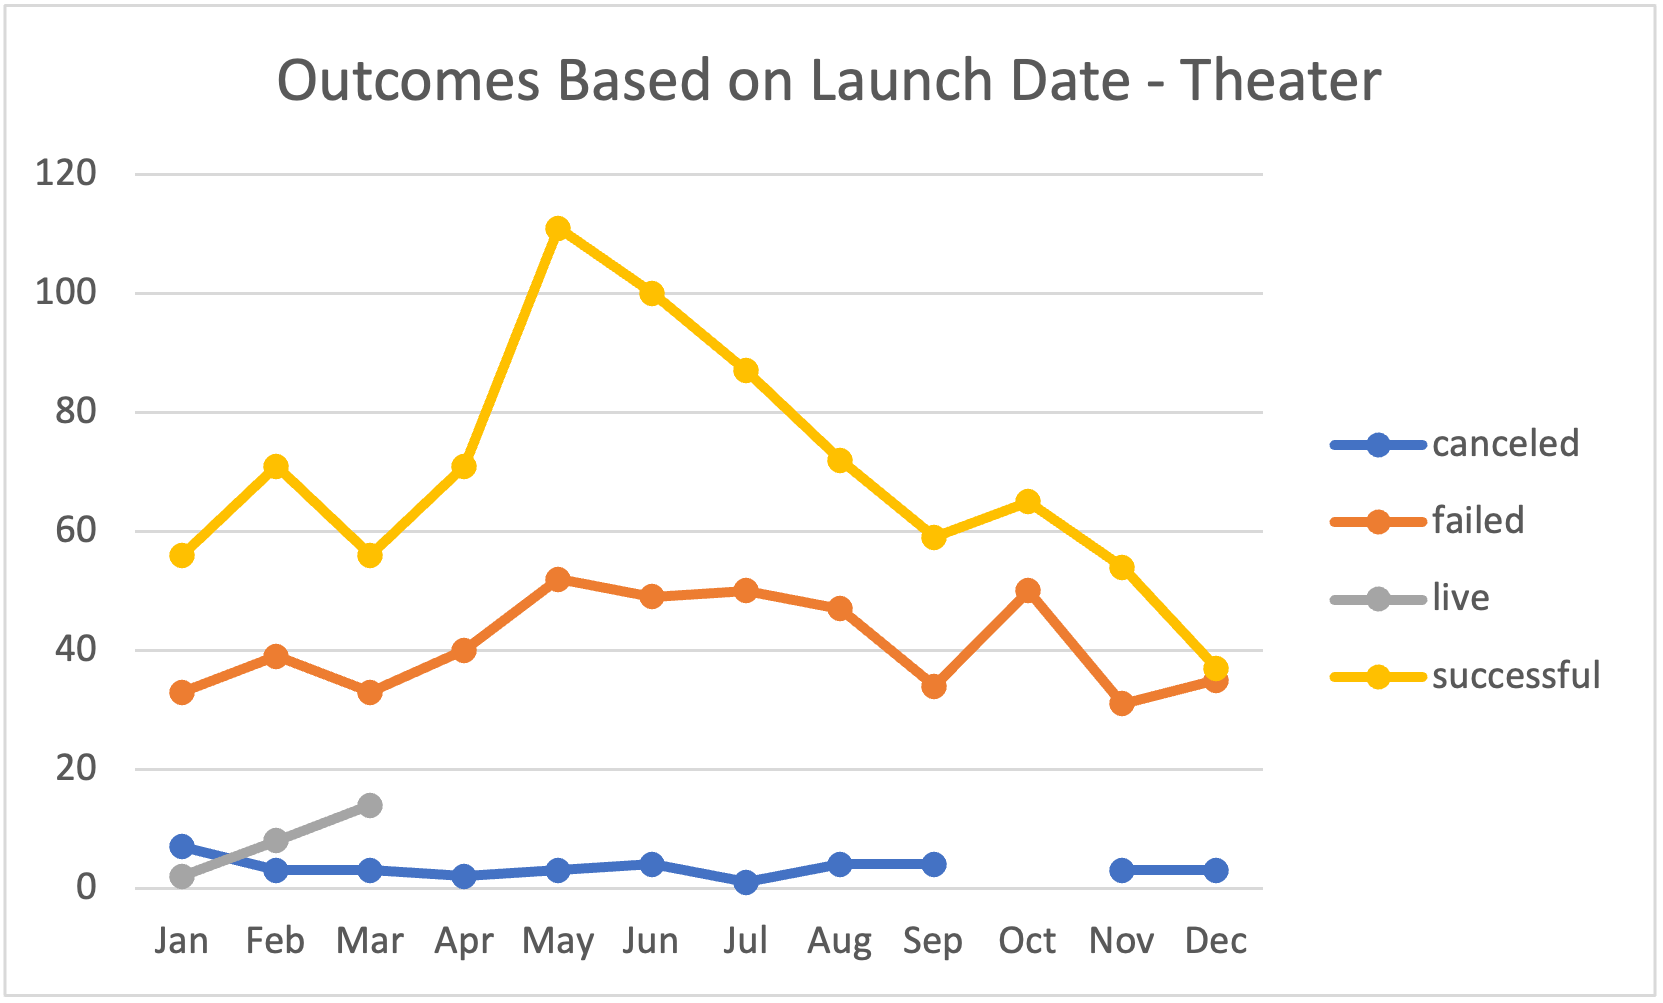 Outcomes Based on Launch Date - Theater
120
100
80
60
40
20
0
Jan Feb Mar Apr May Jun Jul Aug Sep Oct Nov Dec
canceled
failed
live
successful